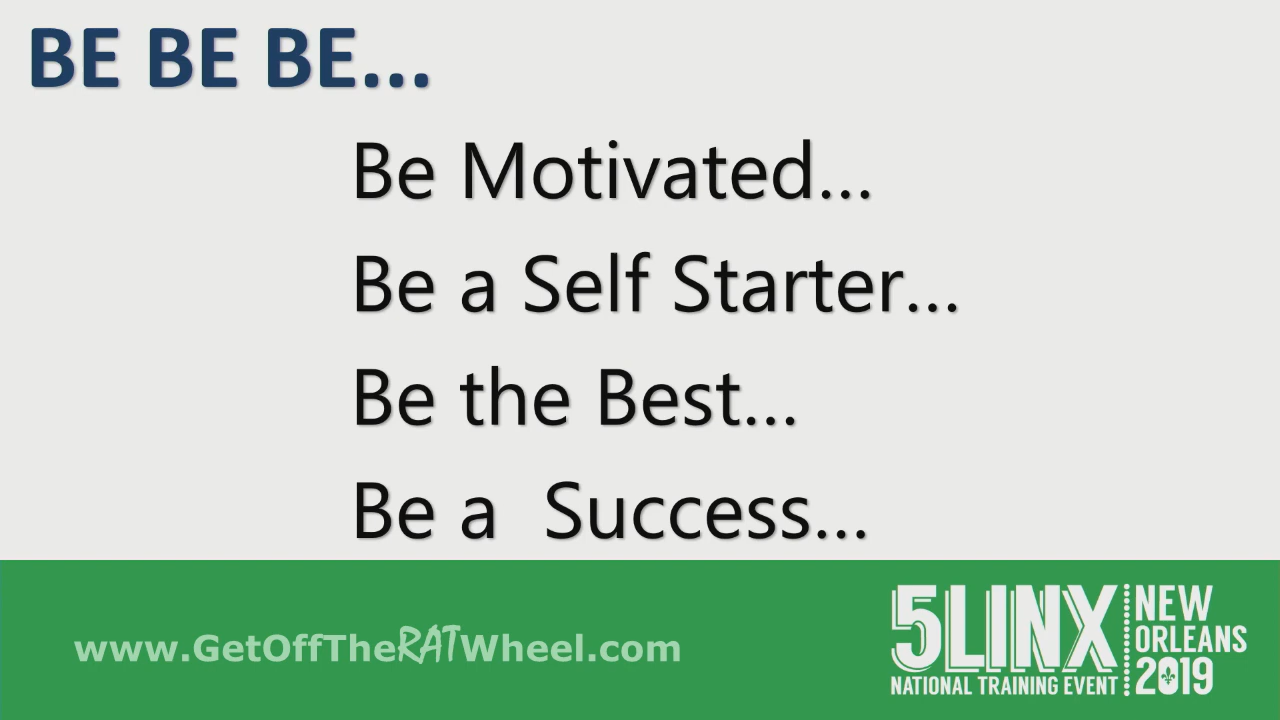 BE BE BE...
Be Motivated...
Be a Self Starter...
Be the Best...
Be a  Success...
www.GetOffTheRATWheel.com
5LINX
NATIONAL TRAINING EVENT
NEW
ORLEANS
2019